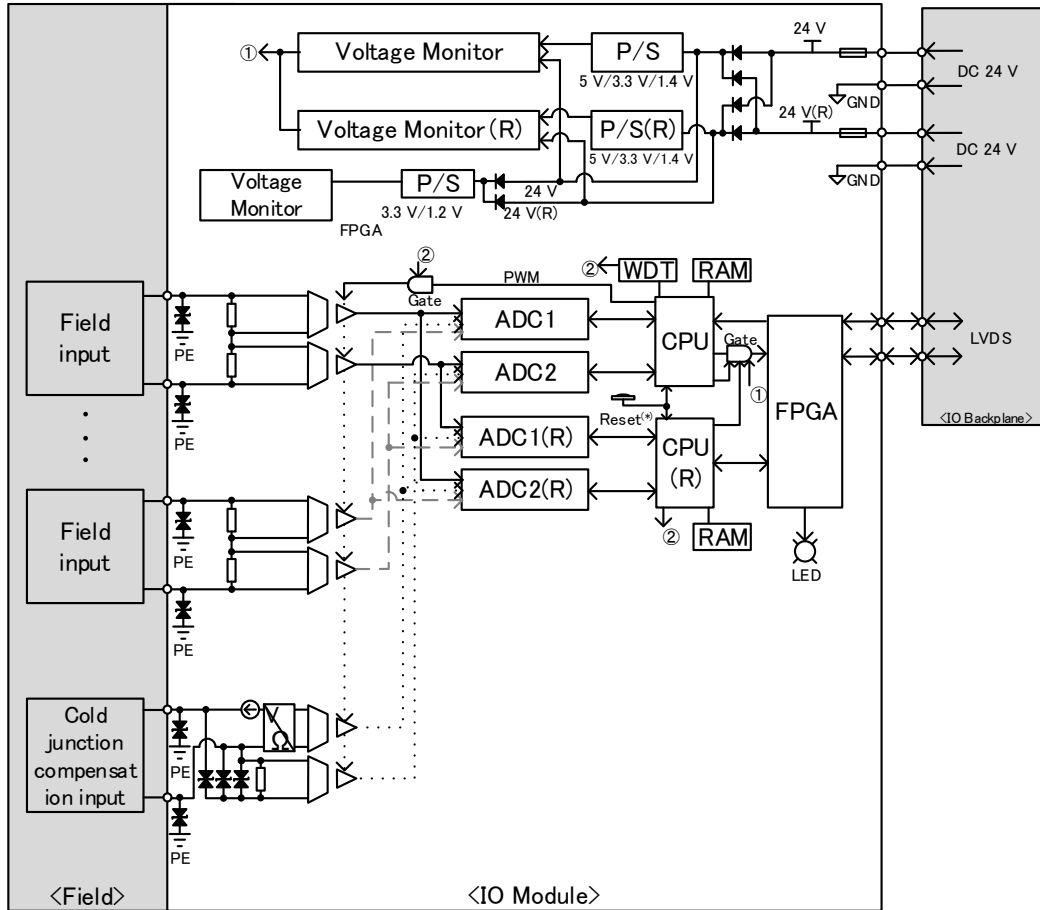 ①
Voltage Monitor
P/S
5 V/3.3 V/1.4 V
24 V
DC 24 V
GND
Voltage Monitor(R)
P/S(R)
5 V/3.3 V/1.4 V
24 V(R)
DC 24 V
GND
Voltage
Monitor
P/S
3.3 V/1.2 V
24 V
24 V(R)
FPGA
②
Gate
PWM
②
WDT
RAM
Field
input
PE
PE
ADC1
ADC2
CPU
Gate
①
LVDS
FPGA
<IO Backplane>
Reset(*)
ADC1(R)
ADC2(R)
CPU
(R)
②
RAM
LED
Field
input
PE
PE
Cold
junction
compensat
ion input
PE
PE
V
Ω
<Field>
<IO Module>